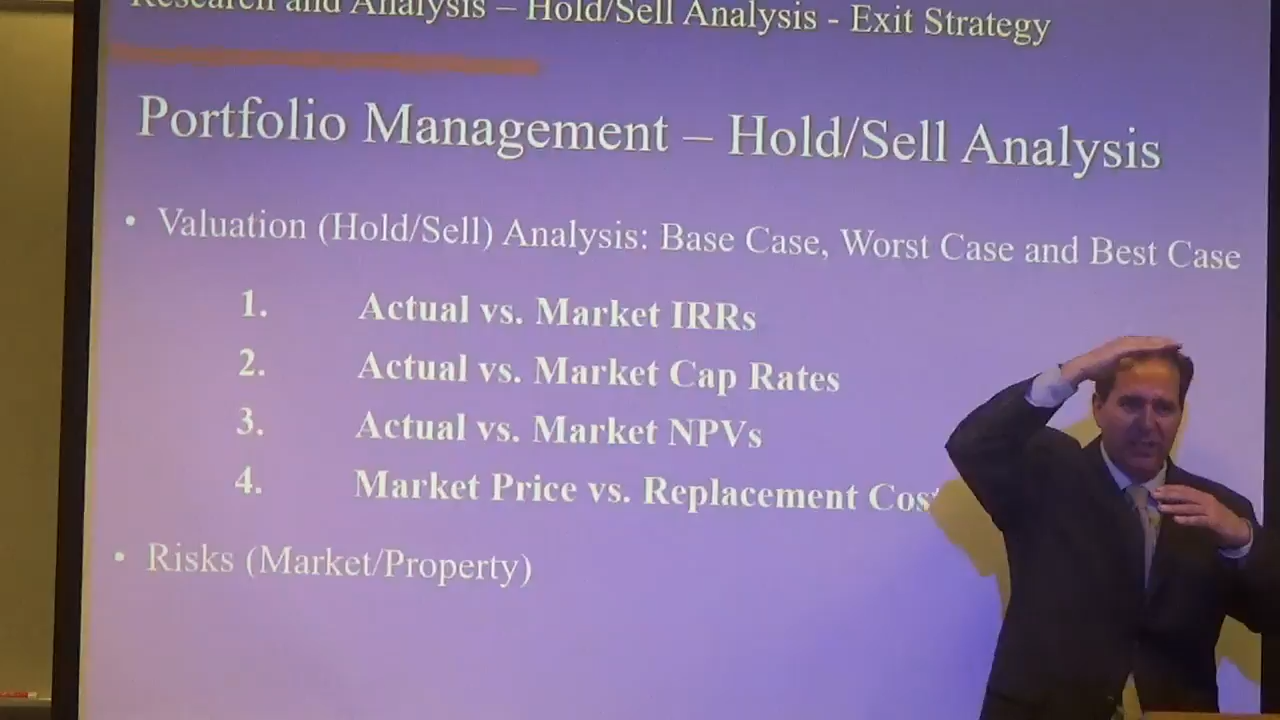 Research and Analysis – Hold/Sell Analysis - Exit Strategy
Portfolio Management – Hold/Sell Analysis
• Valuation (Hold/Sell) Analysis: Base Case, Worst Case and Best Case
1. Actual vs. Market IRRs
2. Actual vs. Market Cap Rates
3. Actual vs. Market NPVs
4. Market Price vs. Replacement Cost
• Risks (Market/Property)